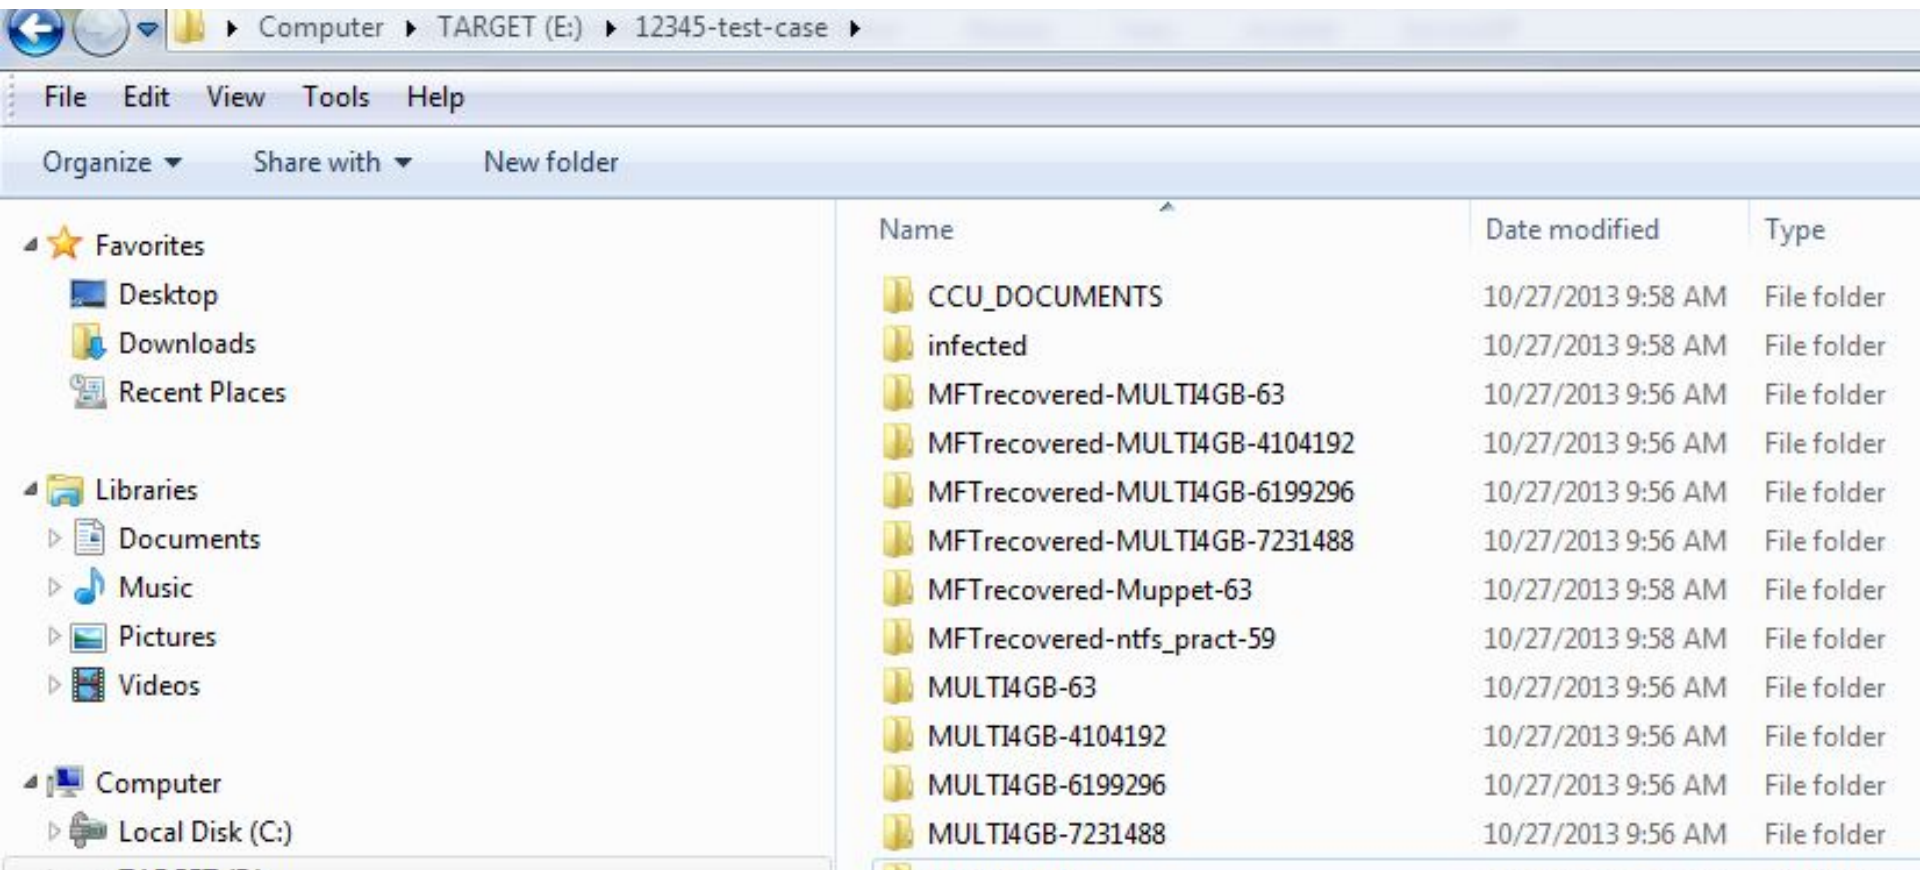 Computer TARGET (E:) 12345-test-case
File Edit View Tools Help
Organize Share with New folder
Name Date modified Type
Favorites
Desktop
Downloads
Recent Places
Libraries
Documents
Music
Pictures
Videos
Computer
Local Disk (C:)
CCU_DOCUMENTS 10/27/2013 9:58 AM File folder
infected 10/27/2013 9:58 AM File folder
MFTrecovered-MULTI4GB-63 10/27/2013 9:56 AM File folder
MFTrecovered-MULTI4GB-4104192 10/27/2013 9:56 AM File folder
MFTrecovered-MULTI4GB-6199296 10/27/2013 9:56 AM File folder
MFTrecovered-MULTI4GB-7231488 10/27/2013 9:56 AM File folder
MFTrecovered-Muppet-63 10/27/2013 9:58 AM File folder
MFTrecovered-ntfs_pract-59 10/27/2013 9:58 AM File folder
MULTI4GB-63 10/27/2013 9:56 AM File folder
MULTI4GB-4104192 10/27/2013 9:56 AM File folder
MULTI4GB-6199296 10/27/2013 9:56 AM File folder
MULTI4GB-7231488 10/27/2013 9:56 AM File folder